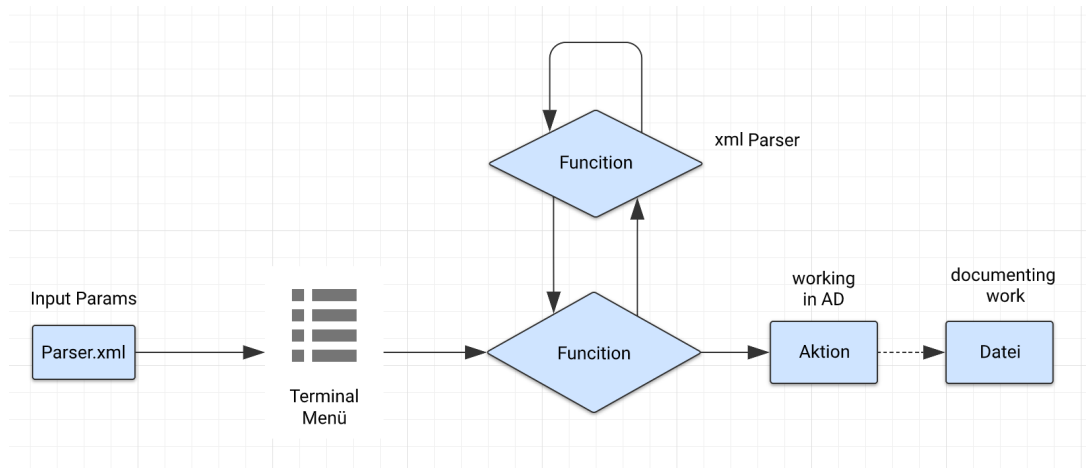 Funcition
xml Parser
Input Params
Parser.xml
Terminal
Menü
Funcition
working
in AD
Aktion
documenting
work
Datei